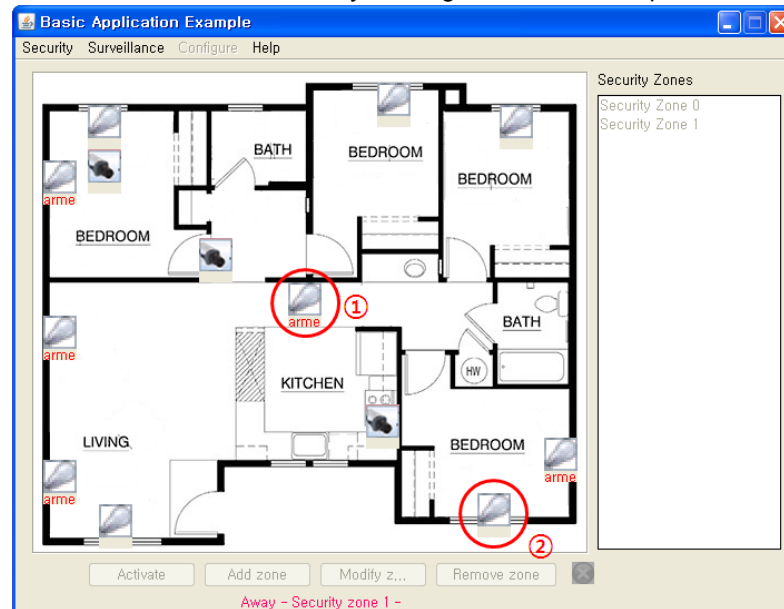 Basic Application Example
Security Surveillance Configure Help
Security Zones
Security Zone 0
Security Zone 1
BATH
BEDROOM
BEDROOM
arme
BEDROOM
①
arme
BATH
arme
HW
KITCHEN
LIVING
BEDROOM
arme
arme
②
Activate Add zone Modify z... Remove zone
Away - Security zone 1 -